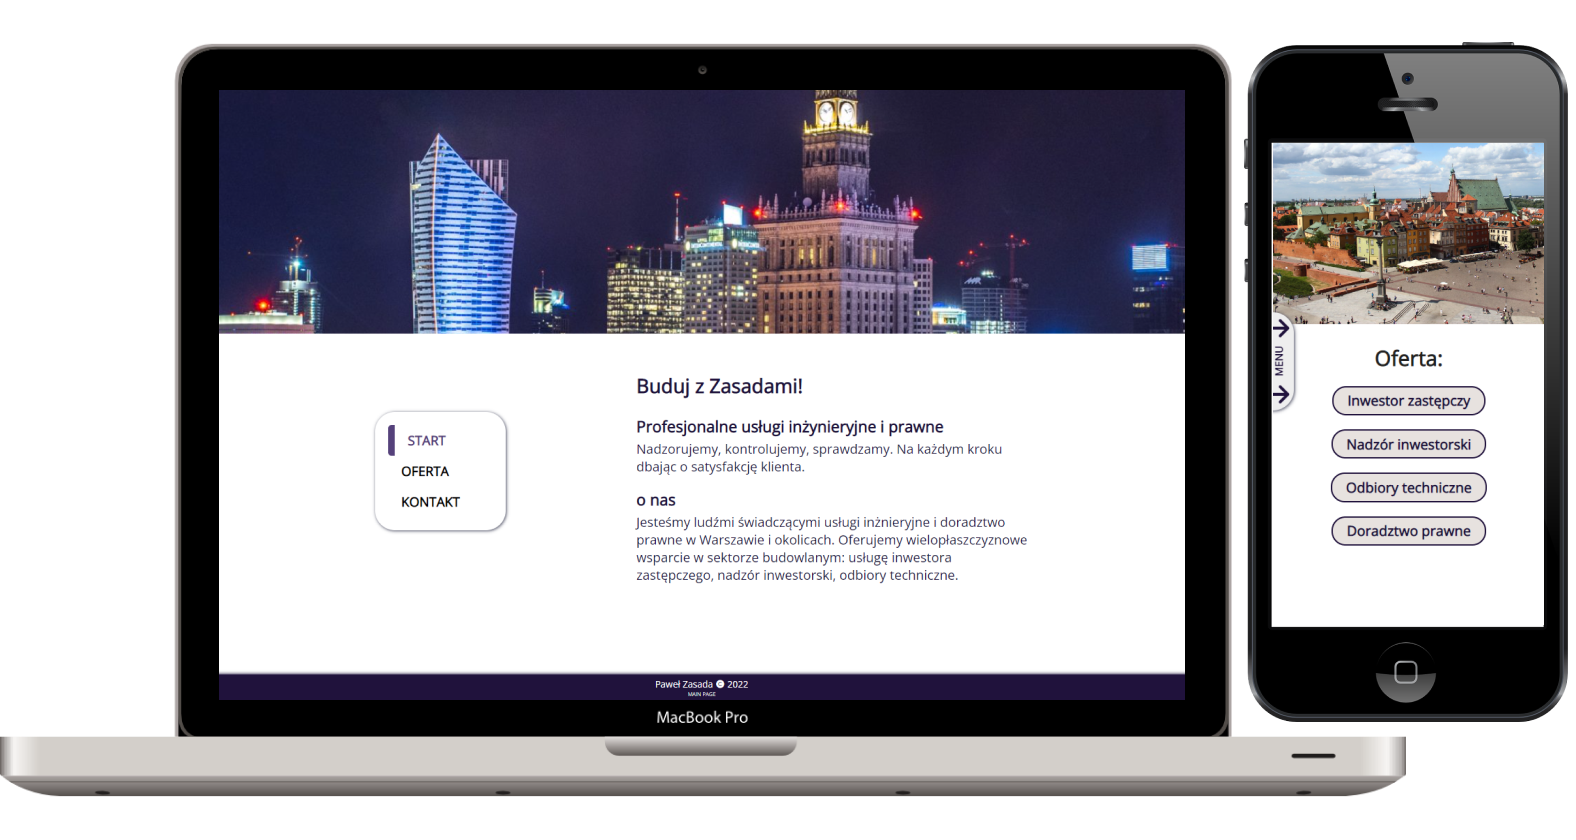 Buduj z Zasadami!
START
OFERTA
KONTAKT
Profesjonalne usługi inżynieryjne i prawne
Nadzorujemy, kontrolujemy, sprawdzamy. Na każdym kroku
dbając o satysfakcję klienta.
o nas
Jesteśmy ludźmi świadczącymi usługi inżnieryjne i doradztwo
prawne w Warszawie i okolicach. Oferujemy wielopłaszczyznowe
wsparcie w sektorze budowlanym: usługę inwestora
zastępczego, nadzór inwestorski, odbiory techniczne.
Paweł Zasada © 2022
MAIN PAGE
MacBook Pro
MENU
Oferta:
Inwestor zastępczy
Nadzór inwestorski
Odbiory techniczne
Doradztwo prawne